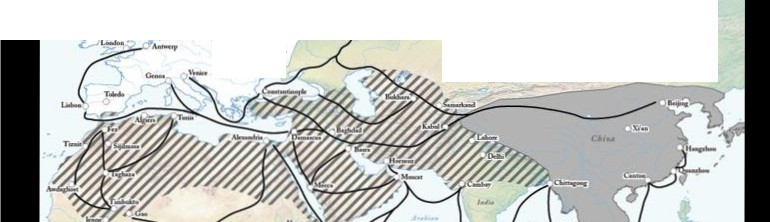 London
Antwerp
Genoa
Venice
Toledo
Lisbon
Constantinople
Bukhara
Samarkand
Beijing
Algiers
Tunis
Fez
Tiznit
Sijilmasa
Alexandria
Damascus
Baghdad
Kabul
Lahore
Xi'an
China
Basra
Delhi
Hangzhou
Hormuz
Taghaza
Mecca
Muscat
Cambay
Chittagong
Canton
Quanzhou
Awdaghost
Timbuktu
India
Gao
Jenne
Arabian